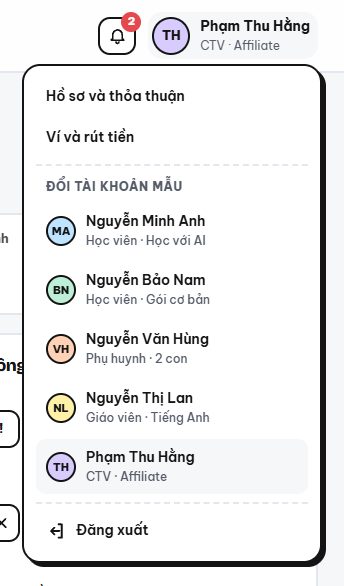 2
TH
Phạm Thu Hằng
CTV · Affiliate
Hồ sơ và thỏa thuận
Ví và rút tiền
ĐỔI TÀI KHOẢN MẪU
MA
Nguyễn Minh Anh
Học viên · Học với AI
BN
Nguyễn Bảo Nam
Học viên · Gói cơ bản
VH
Nguyễn Văn Hùng
Phụ huynh · 2 con
NL
Nguyễn Thị Lan
Giáo viên · Tiếng Anh
TH
Phạm Thu Hằng
CTV · Affiliate
Đăng xuất